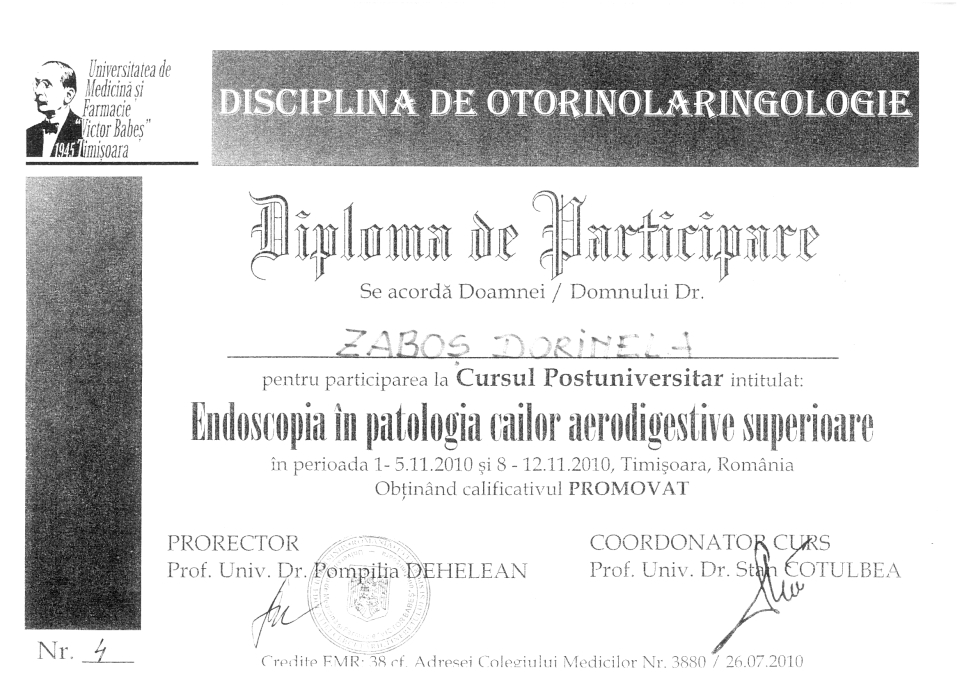 Universitatea de
Medicină și
Farmacie
"Victor Babeș"
1945 Timișoara
DISCIPLINA DE OTORINOLARINGOLOGIE
Diploma de Participare
Se acordă Doamnei / Domnului Dr.
ZABOȘ DORINELA
pentru participarea la Cursul Postuniversitar intitulat:
Endoscopia în patologia cailor aerodigestive superioare
în perioada 1- 5.11.2010 și 8 - 12.11.2010, Timișoara, România
Obținând calificativul PROMOVAT
PRORECTOR
Prof. Univ. Dr. Pompilia DEHELEAN
COORDONATOR CURS
Prof. Univ. Dr. Stan COTULBEA
Nr. 4
Credite EMR: 38 cf. Adresei Colegiului Medicilor Nr. 3880 / 26.07.2010